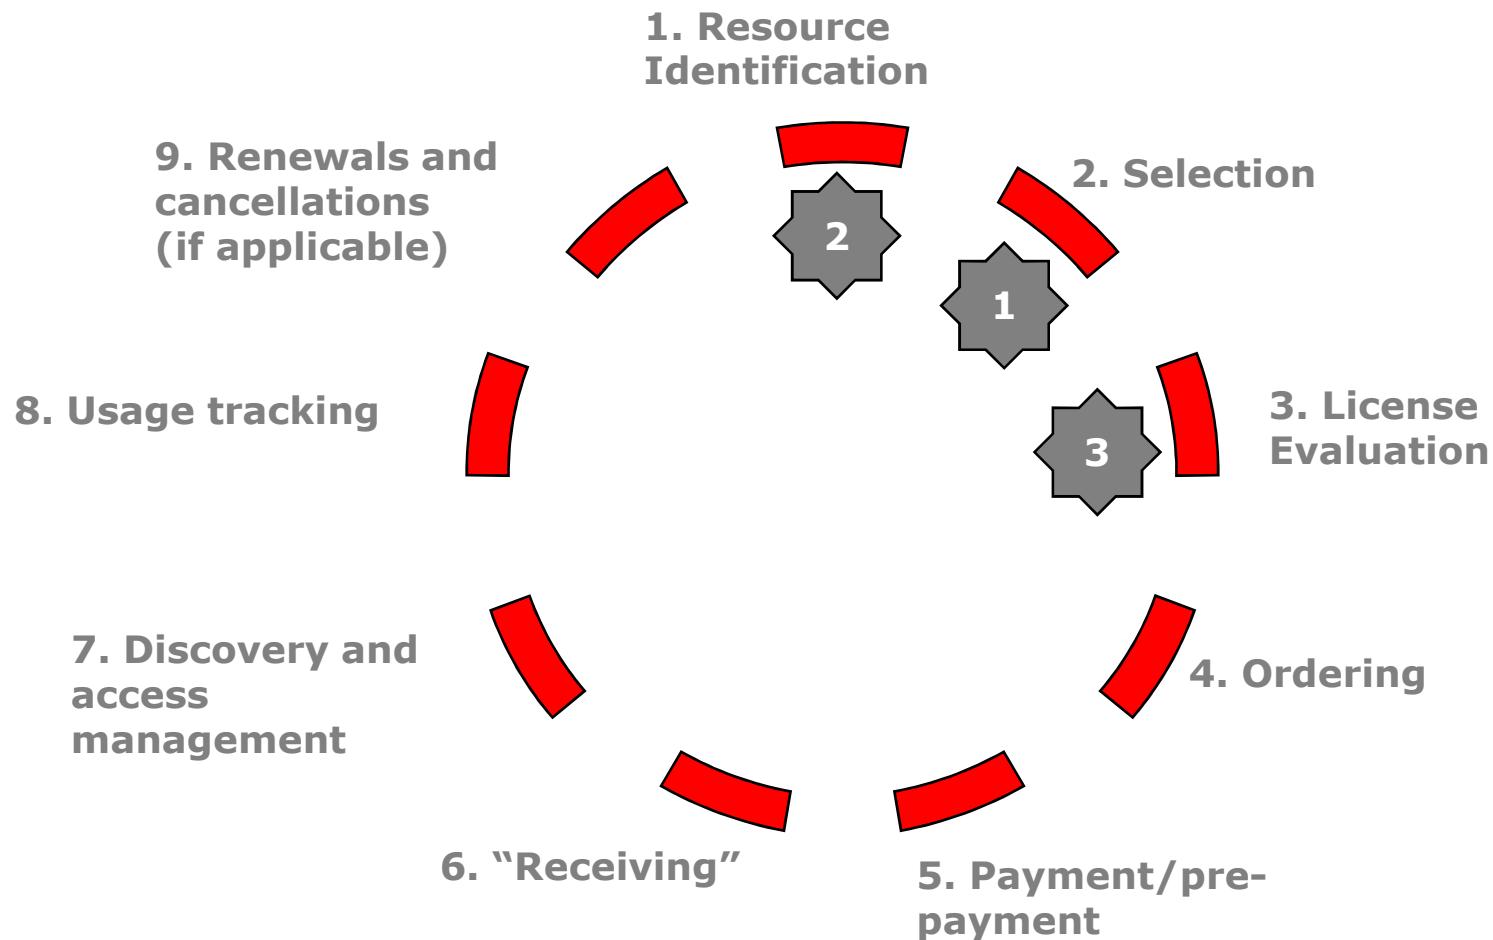 1. Resource
Identification
2
2. Selection
1
3. License
Evaluation
3
4. Ordering
5. Payment/pre-
payment
6. “Receiving”
7. Discovery and
access
management
8. Usage tracking
9. Renewals and
cancellations
(if applicable)